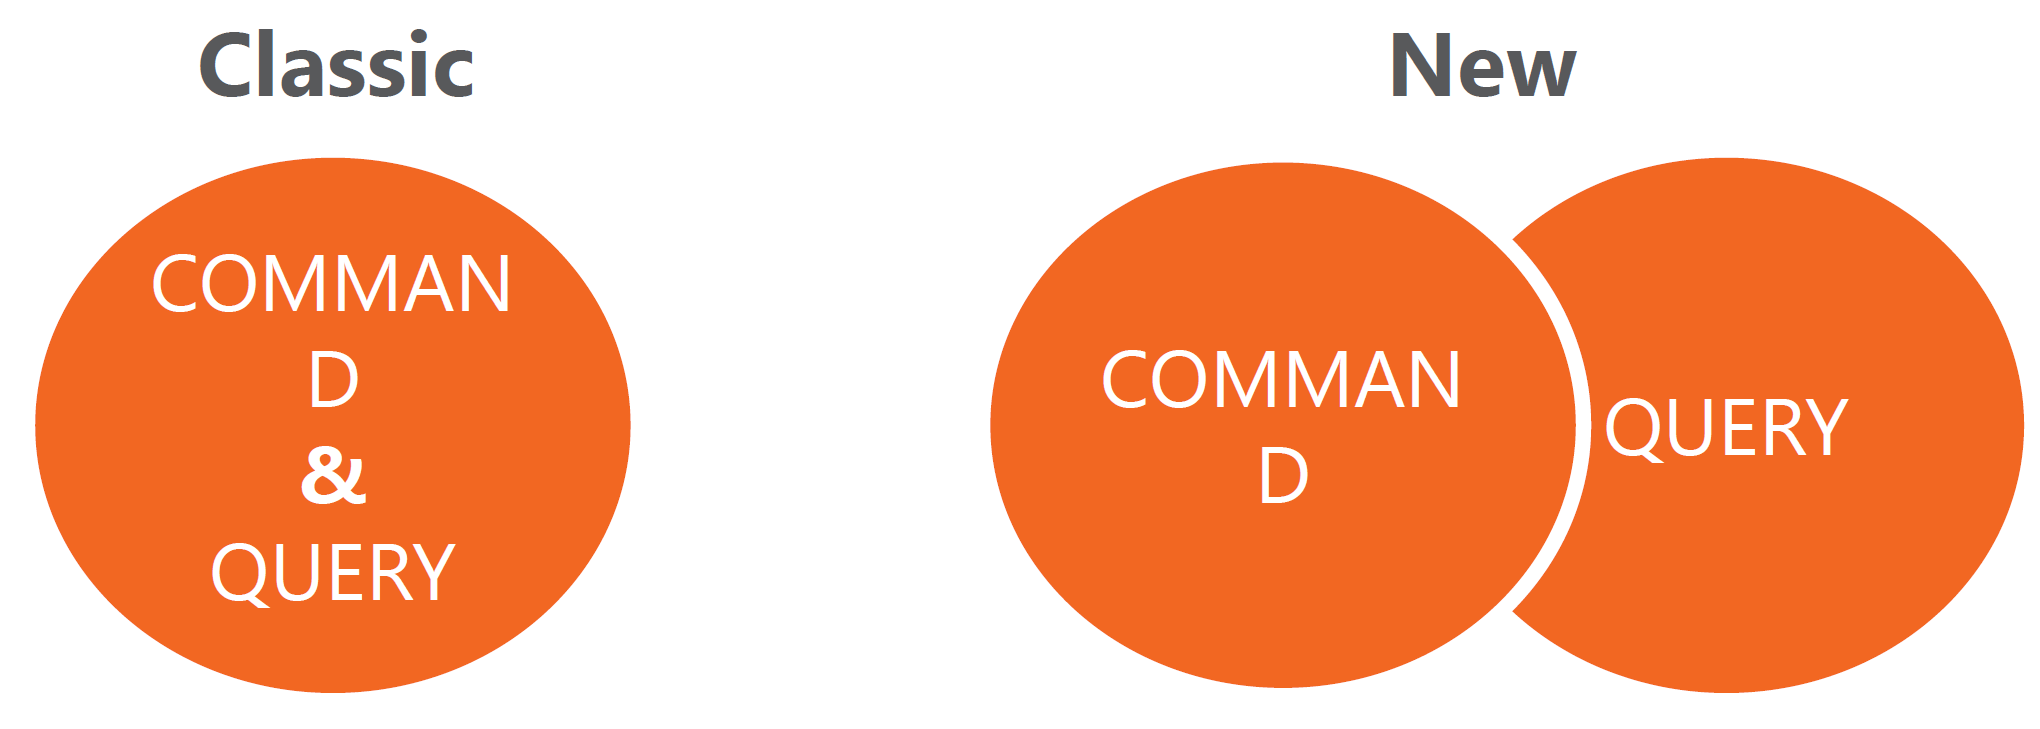 Classic
COMMAN
D
&
QUERY
New
COMMAN
D
QUERY